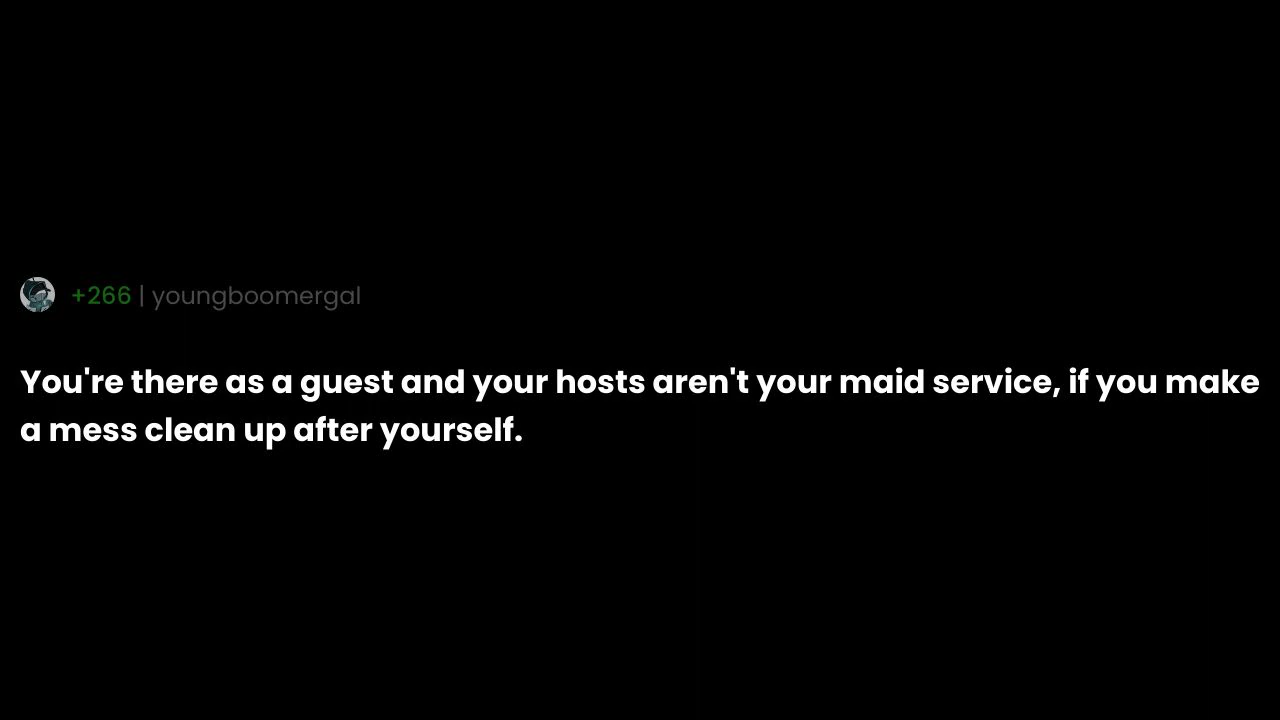 +266 | youngboomergal
You're there as a guest and your hosts aren't your maid service, if you make
a mess clean up after yourself.